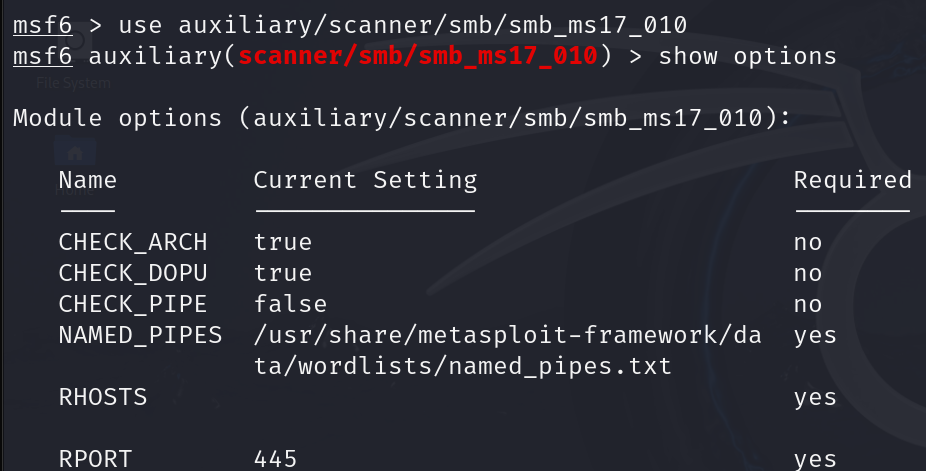 msf6 > use auxiliary/scanner/smb/smb_ms17_010
msf6 auxiliary(scanner/smb/smb_ms17_010) > show options
File System
Module options (auxiliary/scanner/smb/smb_ms17_010):
Name Current Setting Required
---- --------------- --------
CHECK_ARCH true no
CHECK_DOPU true no
CHECK_PIPE false no
NAMED_PIPES /usr/share/metasploit-framework/da yes
ta/wordlists/named_pipes.txt
RHOSTS yes
RPORT 445 yes